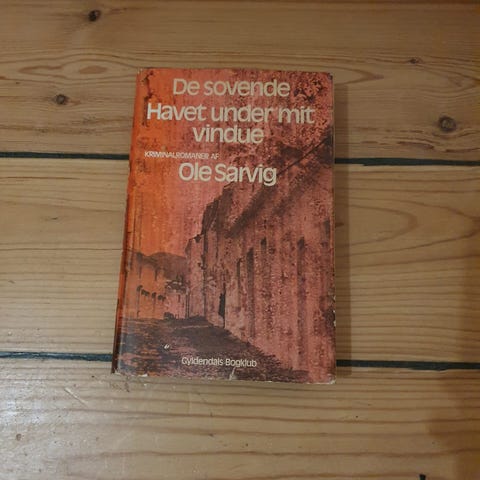 De sovende
Havet under mit
vindue
KRIMINALROMANER AF
Ole Sarvig
Gyldendals Bogklub